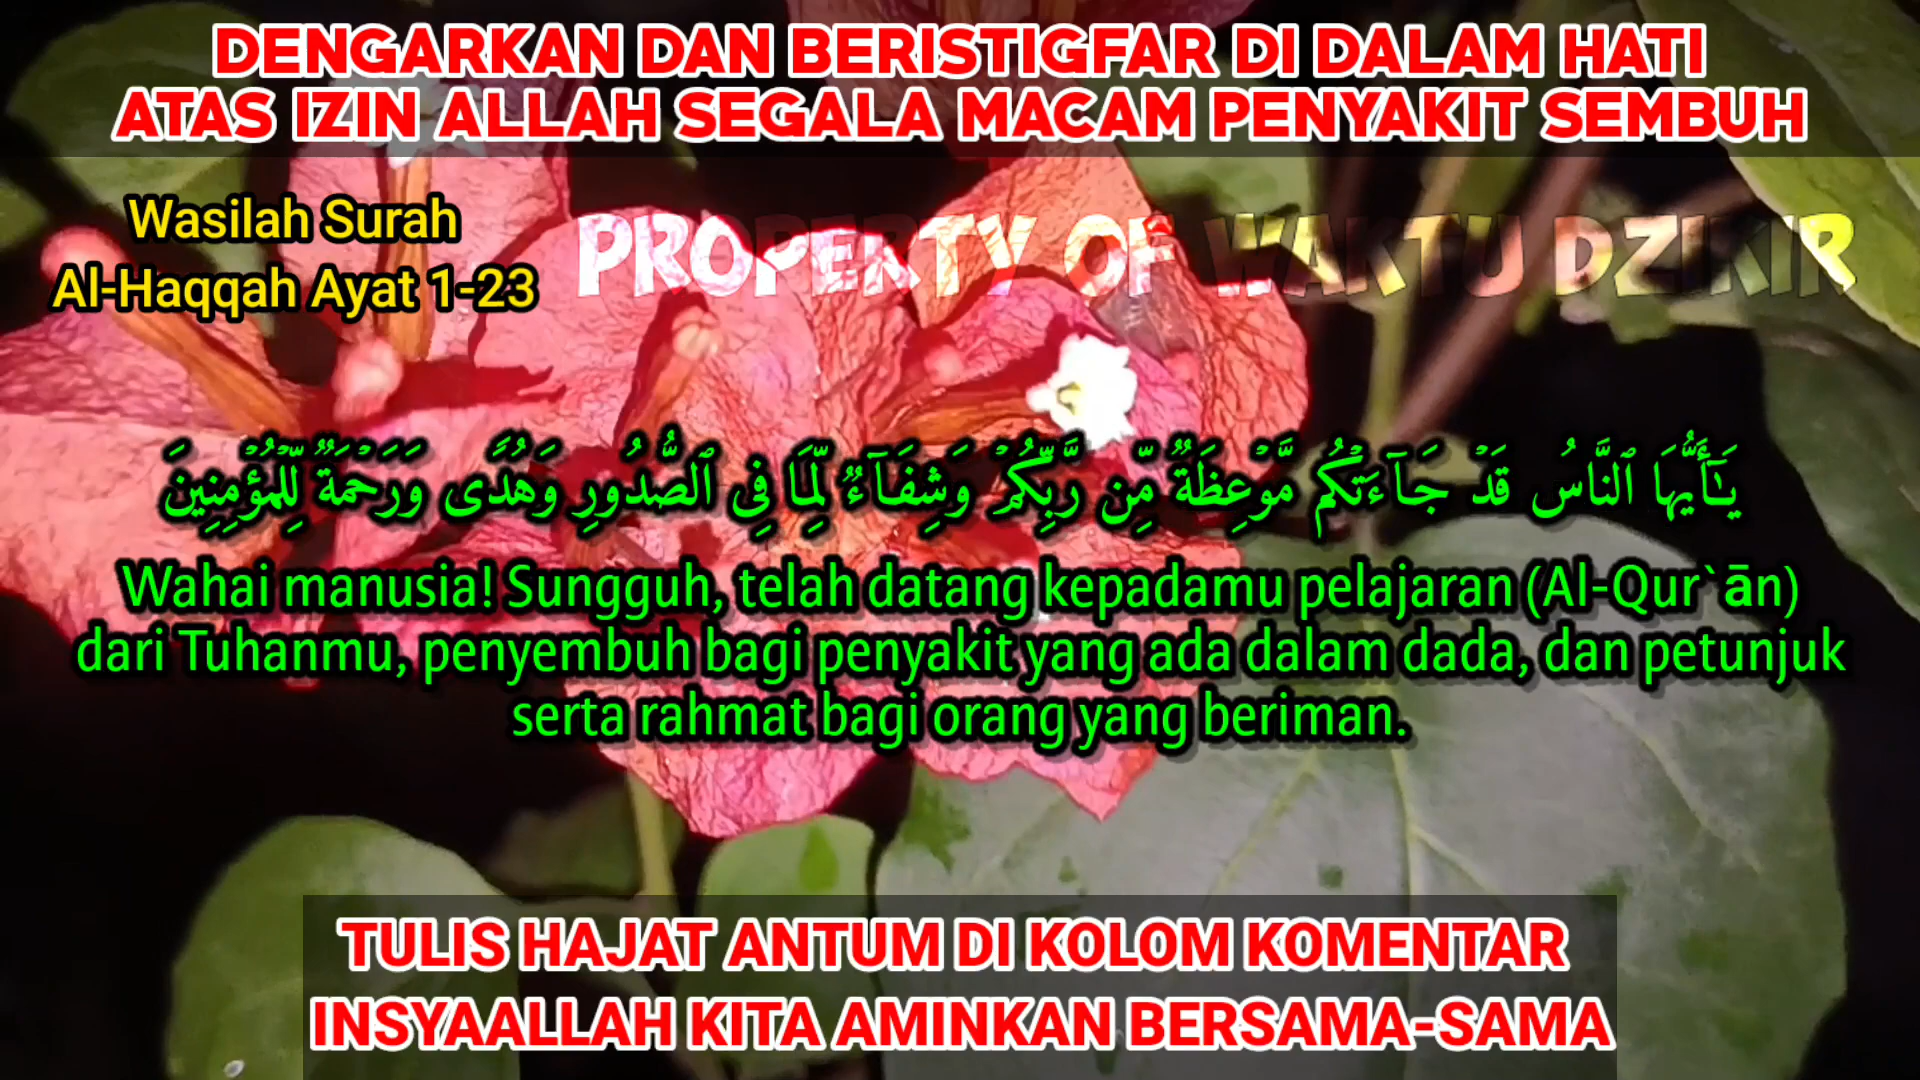 DENGARKAN DAN BERISTIGFAR DI DALAM HATI
ATAS IZIN ALLAH SEGALA MACAM PENYAKIT SEMBUH
Wasilah Surah
Al-Haqqah Ayat 1-23
PROPERTY OF WAKTU DZIKIR
يَـٰٓأَيُّهَا ٱلنَّاسُ قَدۡ جَآءَتۡكُم مَّوۡعِظَةٌ مِّن رَّبِّكُمۡ وَشِفَآءٌ لِّمَا فِى ٱلصُّدُورِ وَهُدًى وَرَحۡمَةٌ لِّلۡمُؤۡمِنِينَ
Wahai manusia! Sungguh, telah datang kepadamu pelajaran (Al-Qur`ān)
dari Tuhanmu, penyembuh bagi penyakit yang ada dalam dada, dan petunjuk
serta rahmat bagi orang yang beriman.
TULIS HAJAT ANTUM DI KOLOM KOMENTAR
INSYAALLAH KITA AMINKAN BERSAMA-SAMA